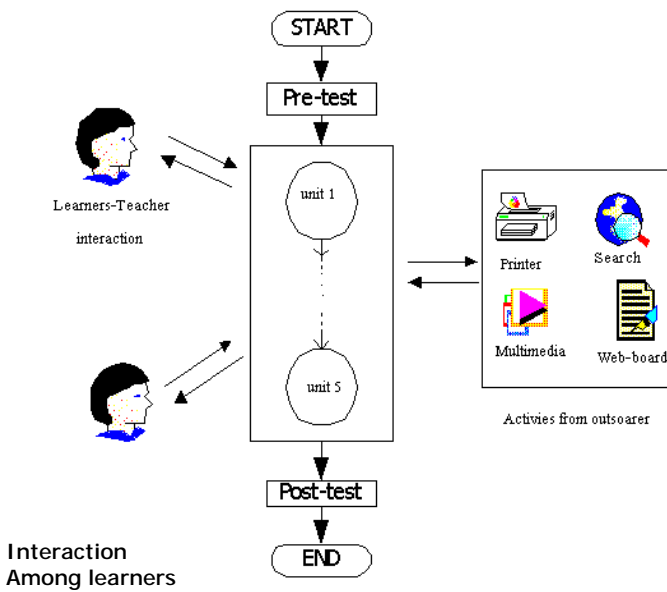 START
Pre-test
unit 1
Learners-Teacher
interaction
Printer
Search
Multimedia
Web-board
unit 5
Activies from outsoarer
Post-test
END
Interaction
Among learners